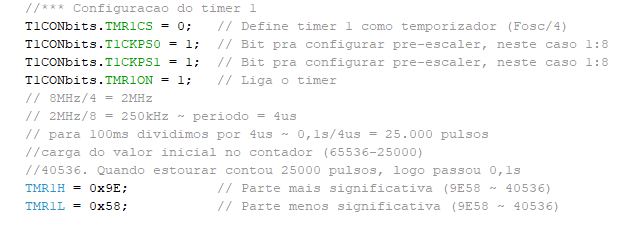 //*** Configuracao do timer 1
T1CONbits.TMR1CS = 0;   // Define timer 1 como temporizador (Fosc/4)
T1CONbits.T1CKPS0 = 1;  // Bit pra configurar pre-escaler, neste caso 1:8
T1CONbits.T1CKPS1 = 1;  // Bit pra configurar pre-escaler, neste caso 1:8
T1CONbits.TMR1ON = 1;   // Liga o timer
// 8MHz/4 = 2MHz
// 2MHz/8 = 250kHz ~ periodo = 4us
// para 100ms dividimos por 4us ~ 0,1s/4us = 25.000 pulsos
//carga do valor inicial no contador (65536-25000)
//40536. Quando estourar contou 25000 pulsos, logo passou 0,1s
TMR1H = 0x9E;           // Parte mais significativa (9E58 ~ 40536)
TMR1L = 0x58;           // Parte menos significativa (9E58 ~ 40536)